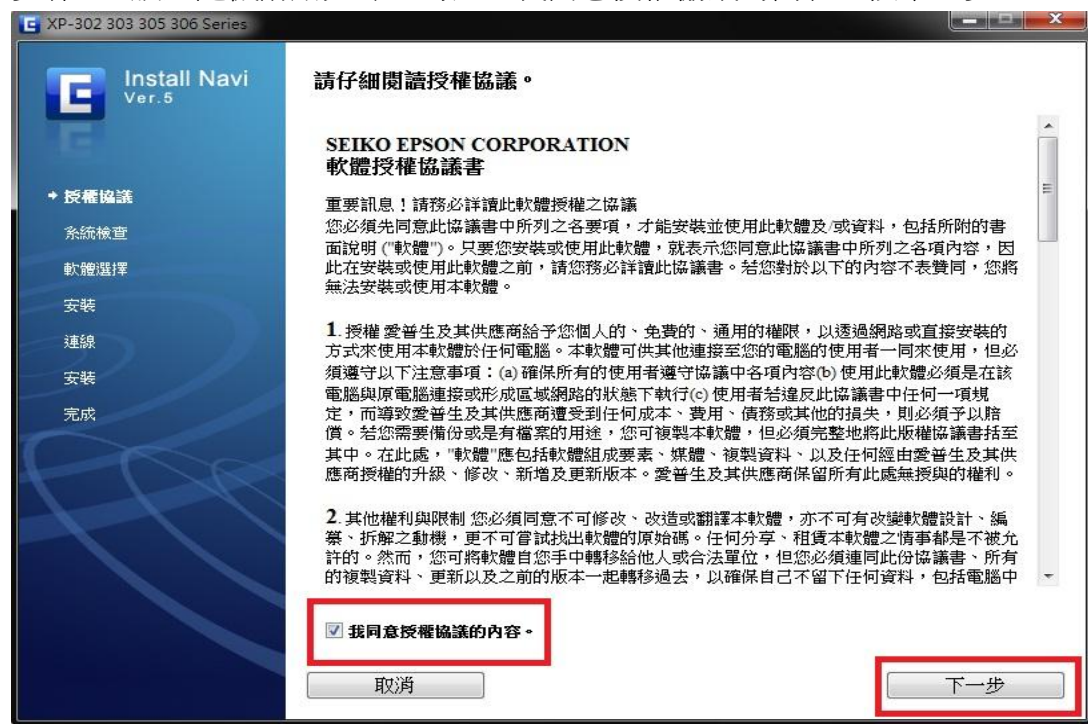 XP-302 303 305 306 Series
Install Navi
Ver.5
授權協議
系統檢查
軟體選擇
安裝
連線
安裝
完成
請仔細閱讀授權協議。
SEIKO EPSON CORPORATION
軟體授權協議書
重要訊息！請務必詳讀此軟體授權之協議
您必須先同意此協議書中所列之各要項，才能安裝並使用此軟體及/或資料，包括所附的書
面說明 ("軟體")。只要您安裝或使用此軟體，就表示您同意此協議書中所列之各項內容，因
此在安裝或使用此軟體之前，請您務必詳讀此協議書。若您對於以下的內容不表贊同，您將
無法安裝或使用本軟體。
1. 授權 愛普生及其供應商給予您個人的、免費的、通用的權限，以透過網路或直接安裝的
方式來使用本軟體於任何電腦。本軟體可供其他連接至您的電腦的使用者一同來使用，但必
須遵守以下注意事項：(a) 確保所有的使用者遵守協議中各項內容(b) 使用此軟體必須是在該
電腦與原電腦連接或形成區域網路的狀態下執行(c) 使用者若違反此協議書中任何一項規
定，而導致愛普生及其供應商遭受到任何成本、費用、債務或其他的損失，則必須予以賠
償。若您需要備份或是有檔案的用途，您可複製本軟體，但必須完整地將此版權協議書括至
其中。在此處，"軟體"應包括軟體組成要素、媒體、複製資料、以及任何經由愛普生及其供
應商授權的升級、修改、新增及更新版本。愛普生及其供應商保留所有此處無授與的權利。
2. 其他權利與限制 您必須同意不可修改、改造或翻譯本軟體，亦不可有改變軟體設計、編
纂、拆解之動機，更不可嘗試找出軟體的原始碼。任何分享、租賃本軟體之情事都是不被允
許的。然而，您可將軟體自您手中轉移給他人或合法單位，但您必須連同此份協議書、所有
的複製資料、更新以及之前的版本一起轉移過去，以確保自己不留下任何資料，包括電腦中
我同意授權協議的內容。
取消
下一步